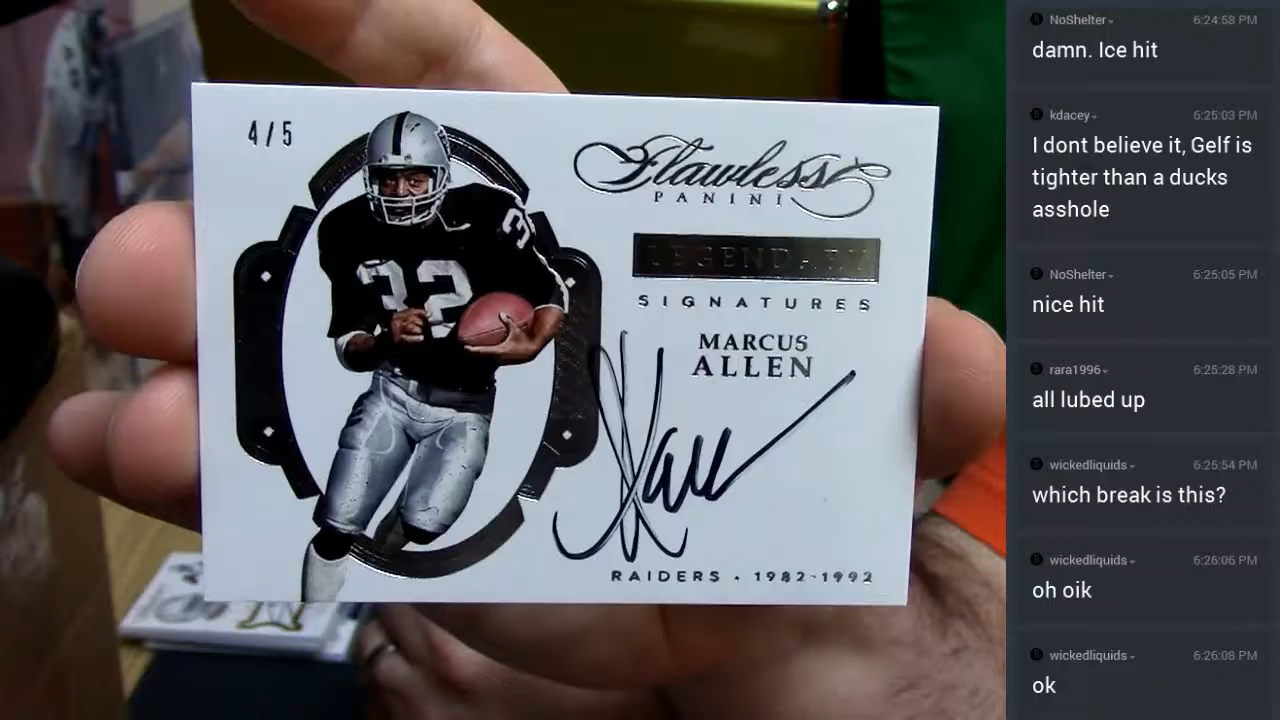 4/5
Flawless
PANINI
LEGENDARY
SIGNATURES
MARCUS
ALLEN
RAIDERS • 1982-1992
32
32
NoShelter
6:24:58 PM
damn. Ice hit
kdacey
6:25:03 PM
I dont believe it, Gelf is
tighter than a ducks
asshole
NoShelter
6:25:05 PM
nice hit
rara1996
6:25:28 PM
all lubed up
wickedliquids
6:25:54 PM
which break is this?
wickedliquids
6:26:06 PM
oh oik
wickedliquids
6:26:08 PM
ok